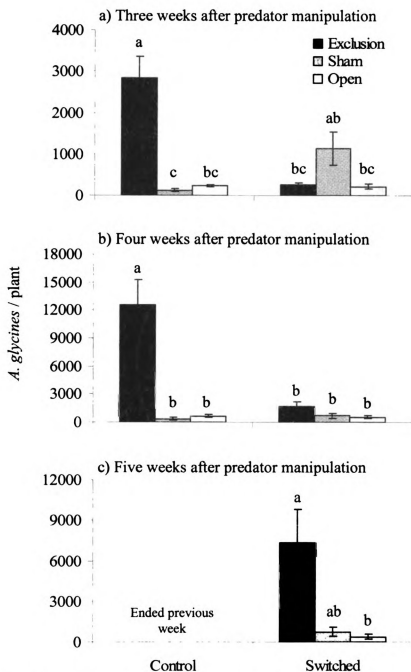 a) Three weeks after predator manipulation
Exclusion
Sham
Open
4000
3000
2000
1000
0
a
c
bc
bc
ab
bc
b) Four weeks after predator manipulation
A. glycines / plant
18000
15000
12000
9000
6000
3000
0
a
b
b
b
b
b
c) Five weeks after predator manipulation
12000
9000
6000
3000
0
a
ab
b
Ended previous
week
Control
Switched